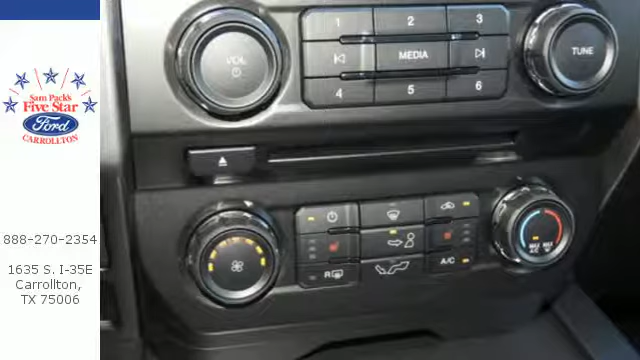 Sam Pack's
Five Star
Ford
CARROLLTON
888-270-2354
1635 S. I-35E
Carrollton,
TX 75006
VOL
1 2 3
MEDIA
4 5 6
TUNE
R
A/C
MAX A/C
MAX